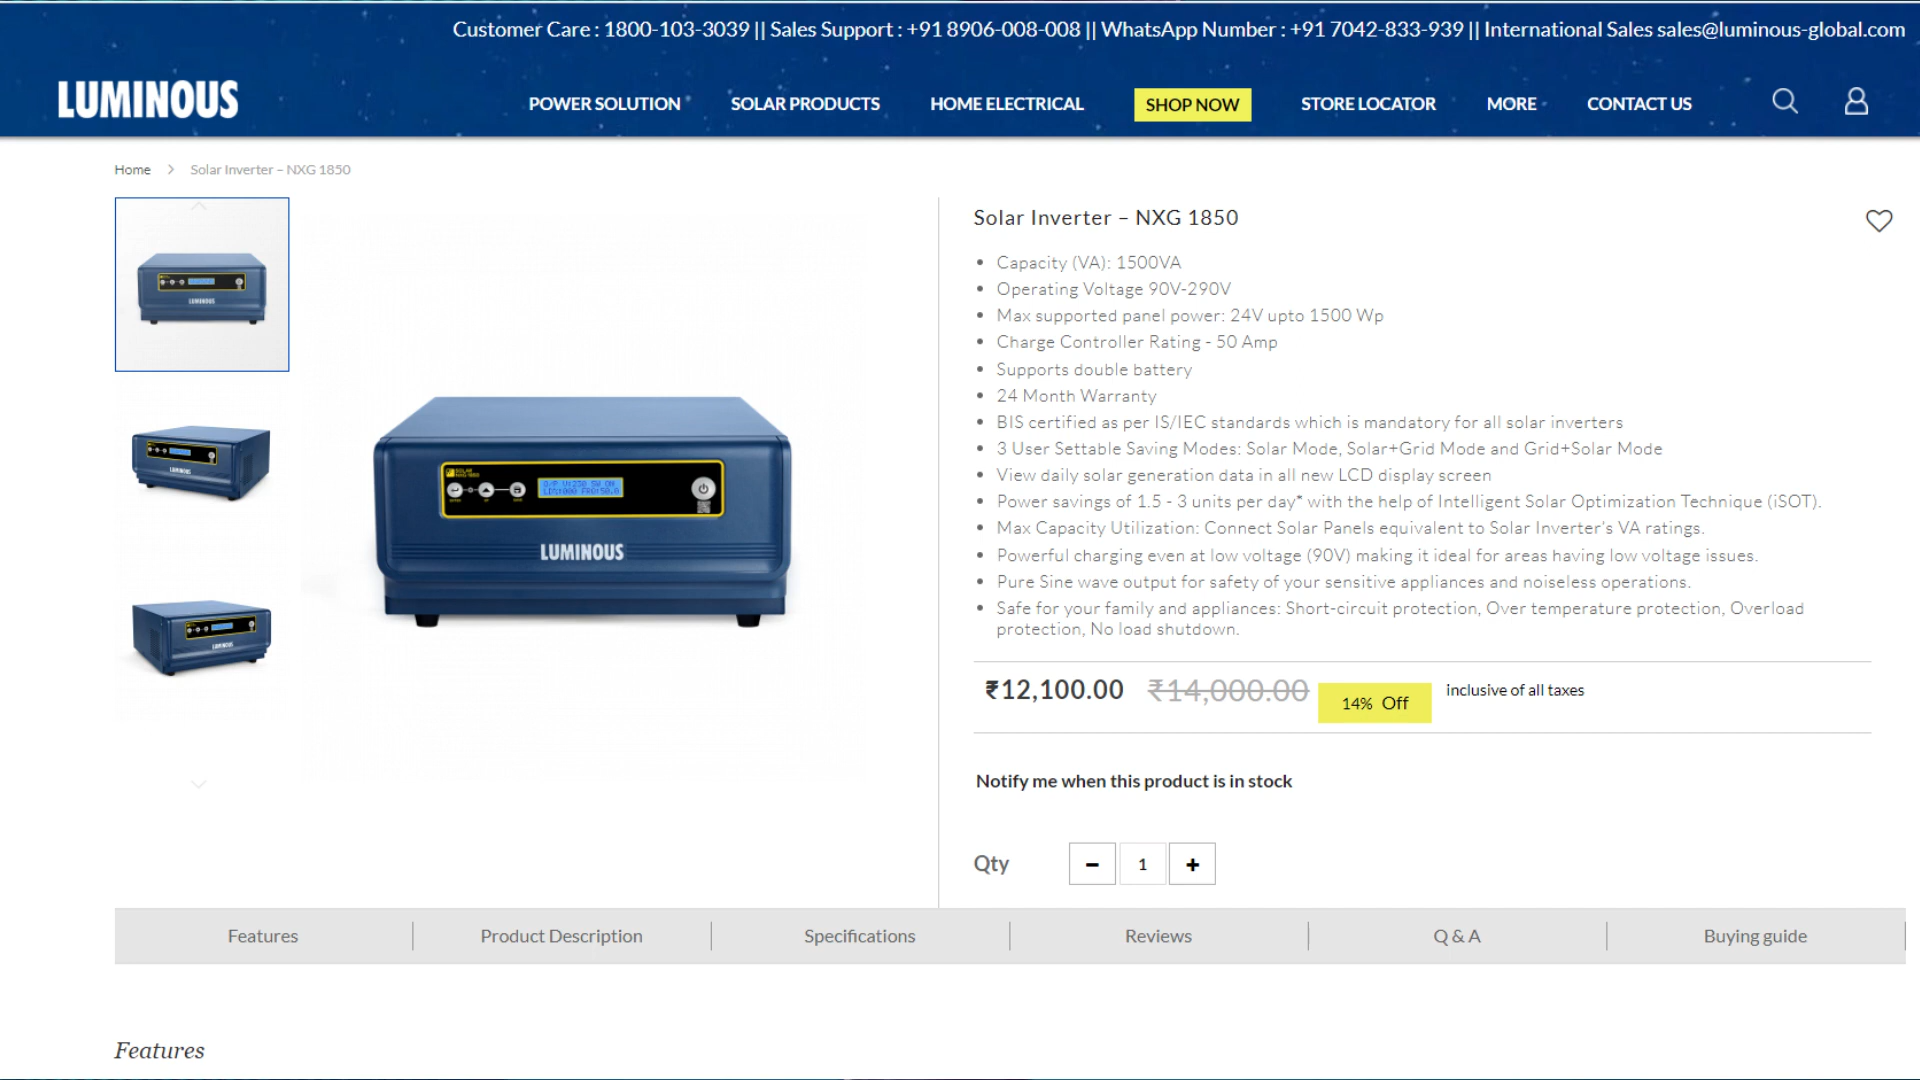 Customer Care : 1800-103-3039 || Sales Support : +91 8906-008-008 || WhatsApp Number : +91 7042-833-939 || International Sales sales@luminous-global.com
LUMINOUS
POWER SOLUTION
SOLAR PRODUCTS
HOME ELECTRICAL
SHOP NOW
STORE LOCATOR
MORE
CONTACT US
Home > Solar Inverter – NXG 1850
Solar Inverter – NXG 1850
• Capacity (VA): 1500VA
• Operating Voltage 90V-290V
• Max supported panel power: 24V upto 1500 Wp
• Charge Controller Rating - 50 Amp
• Supports double battery
• 24 Month Warranty
• BIS certified as per IS/IEC standards which is mandatory for all solar inverters
• 3 User Settable Saving Modes: Solar Mode, Solar+Grid Mode and Grid+Solar Mode
• View daily solar generation data in all new LCD display screen
• Power savings of 1.5 - 3 units per day* with the help of Intelligent Solar Optimization Technique (iSOT).
• Max Capacity Utilization: Connect Solar Panels equivalent to Solar Inverter's VA ratings.
• Powerful charging even at low voltage (90V) making it ideal for areas having low voltage issues.
• Pure Sine wave output for safety of your sensitive appliances and noiseless operations.
• Safe for your family and appliances: Short-circuit protection, Over temperature protection, Overload
protection, No load shutdown.
LUMINOUS
LUMINOUS
LUMINOUS
SOLAR
NXG 1850
LUMINOUS
₹12,100.00 ₹14,000.00 14% Off inclusive of all taxes
Notify me when this product is in stock
Qty - 1 +
Features
Product Description
Specifications
Reviews
Q & A
Buying guide
Features